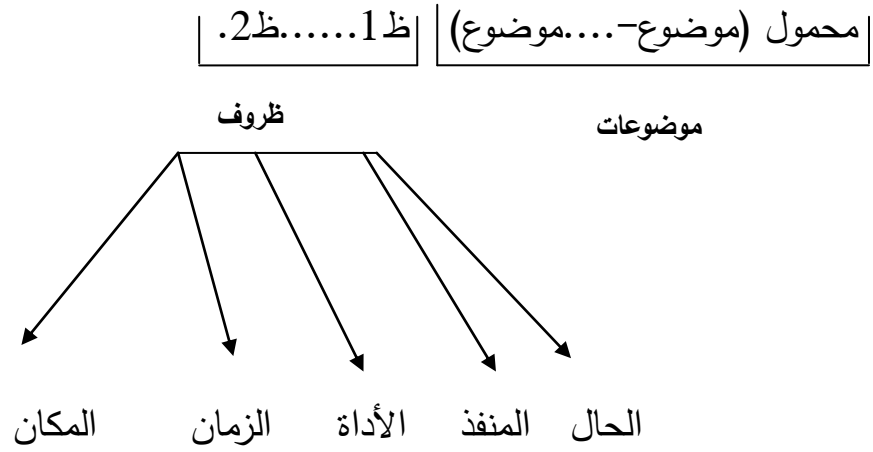 محمول (موضوع-....موضوع) ظ1......ظ2.
موضوعات ظروف
الحال المنفذ الأداة الزمان المكان